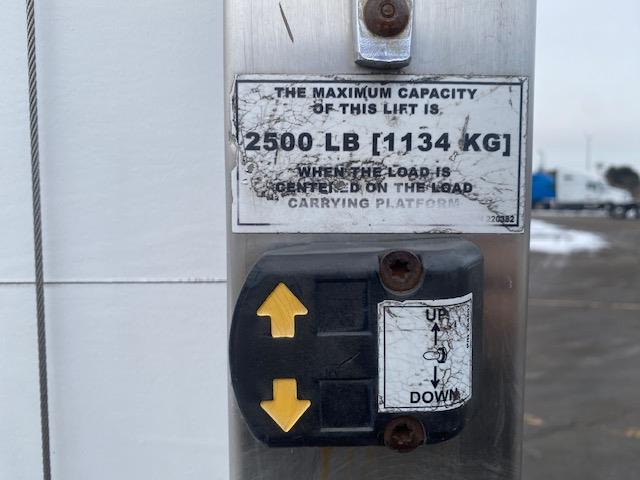 THE MAXIMUM CAPACITY
OF THIS LIFT IS
2500 LB [1134 KG]
WHEN THE LOAD IS
CENTERED ON THE LOAD
CARRYING PLATFORM
UP
DOWN